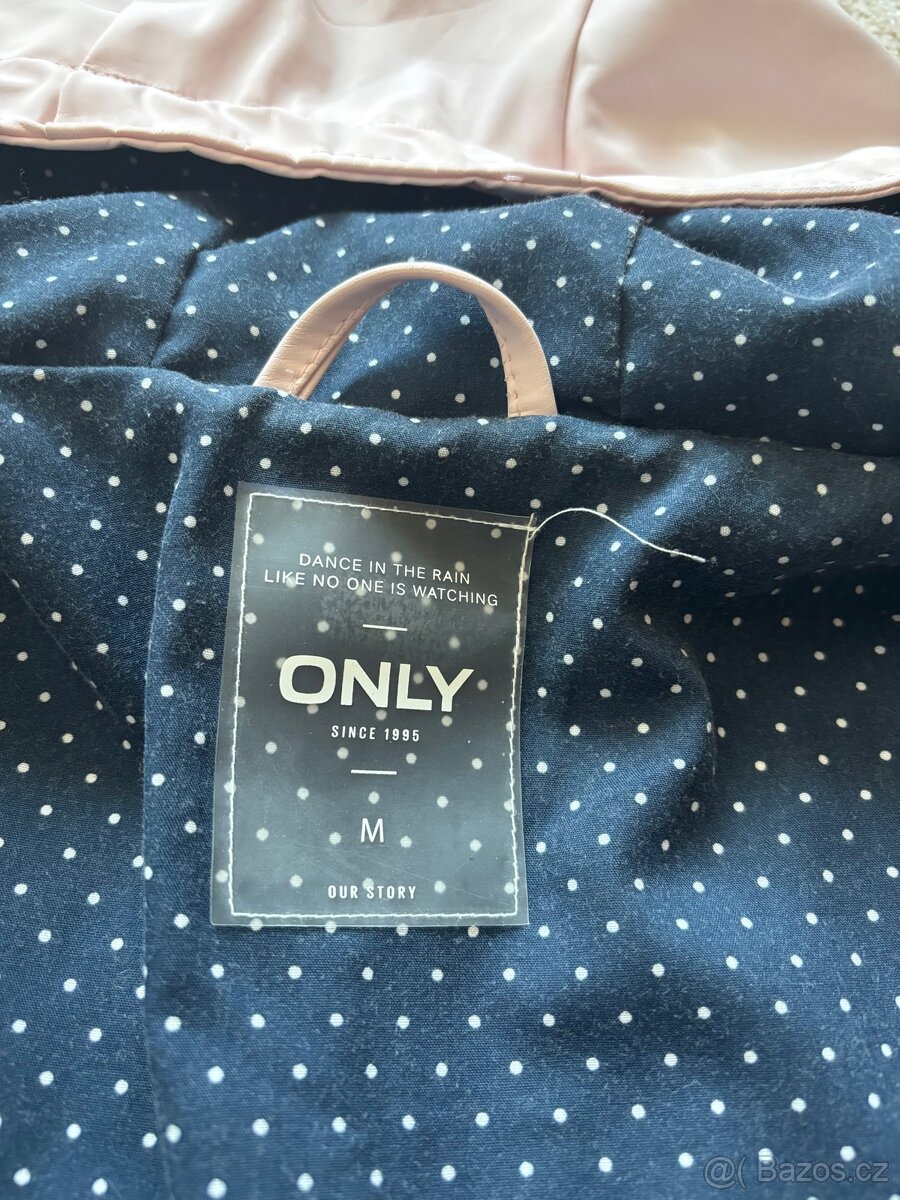 DANCE IN THE RAIN
LIKE NO ONE IS WATCHING
ONLY
SINCE 1995
M
OUR STORY
@( Bazos.cz